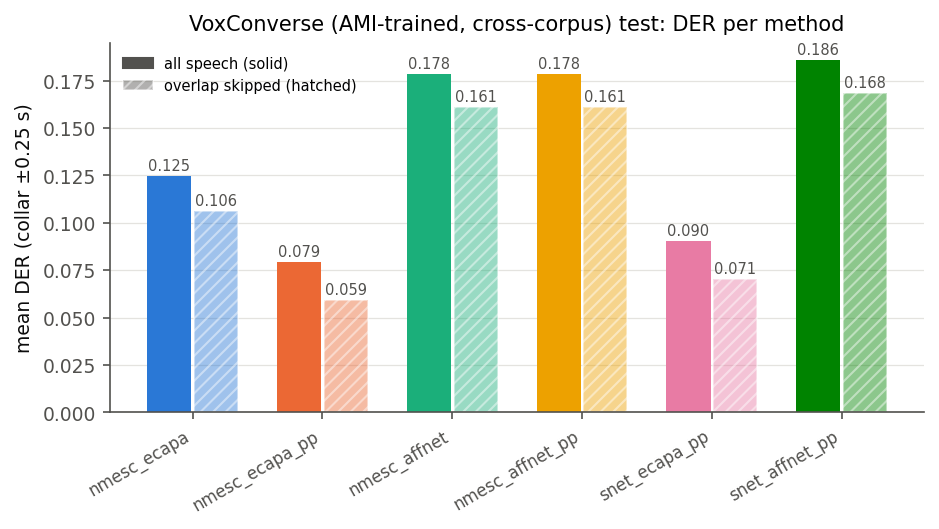 VoxConverse (AMI-trained, cross-corpus) test: DER per method
all speech (solid)
overlap skipped (hatched)
mean DER (collar ±0.25 s)
0.175
0.150
0.125
0.100
0.075
0.050
0.025
0.000
0.125
0.106
0.079
0.059
0.178
0.161
0.178
0.161
0.090
0.071
0.186
0.168
nmesc_ecapa
nmesc_ecapa_pp
nmesc_affnet
nmesc_affnet_pp
snet_ecapa_pp
snet_affnet_pp